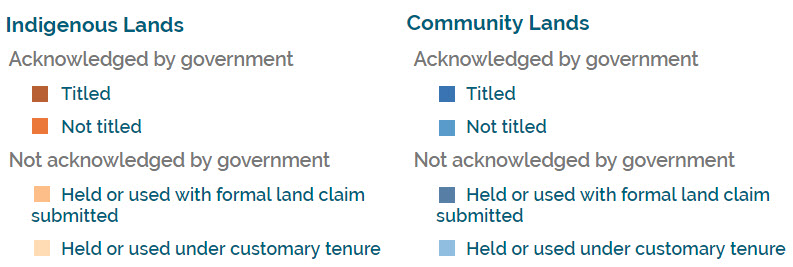 Indigenous Lands
Acknowledged by government
Titled
Not titled
Not acknowledged by government
Held or used with formal land claim
submitted
Held or used under customary tenure
Community Lands
Acknowledged by government
Titled
Not titled
Not acknowledged by government
Held or used with formal land claim
submitted
Held or used under customary tenure